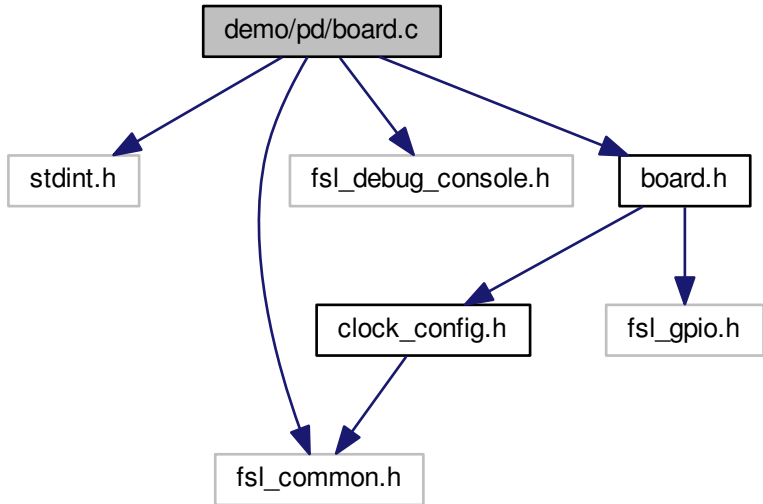 demo/pd/board.c
stdint.h
fsl_debug_console.h
board.h
clock_config.h
fsl_gpio.h
fsl_common.h